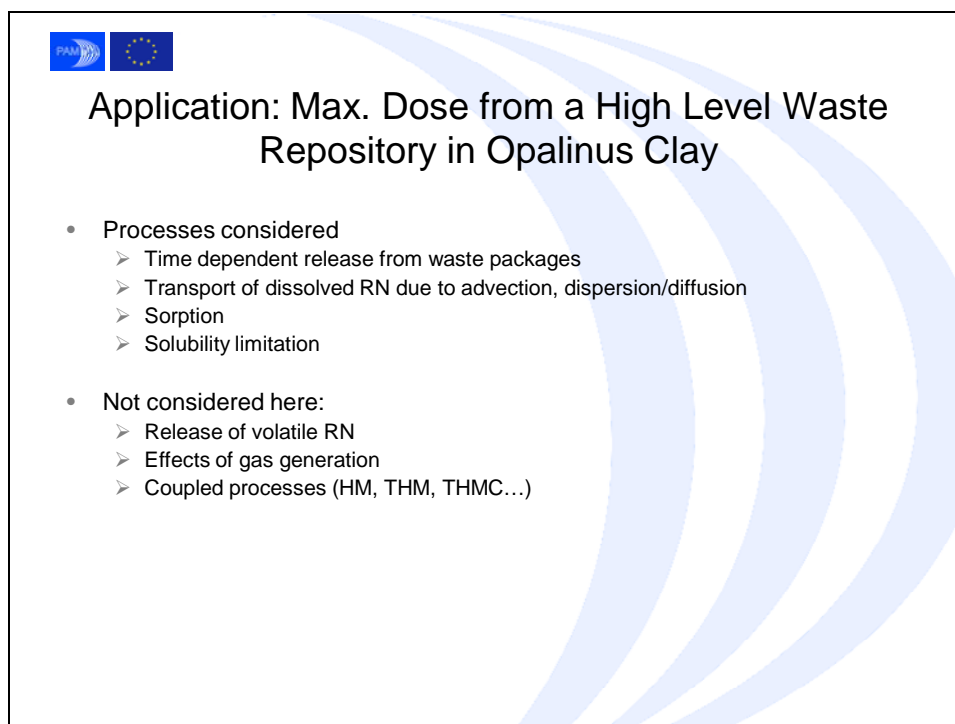 PAM
Application: Max. Dose from a High Level Waste
Repository in Opalinus Clay
• Processes considered
➢ Time dependent release from waste packages
➢ Transport of dissolved RN due to advection, dispersion/diffusion
➢ Sorption
➢ Solubility limitation
• Not considered here:
➢ Release of volatile RN
➢ Effects of gas generation
➢ Coupled processes (HM, THM, THMC…)